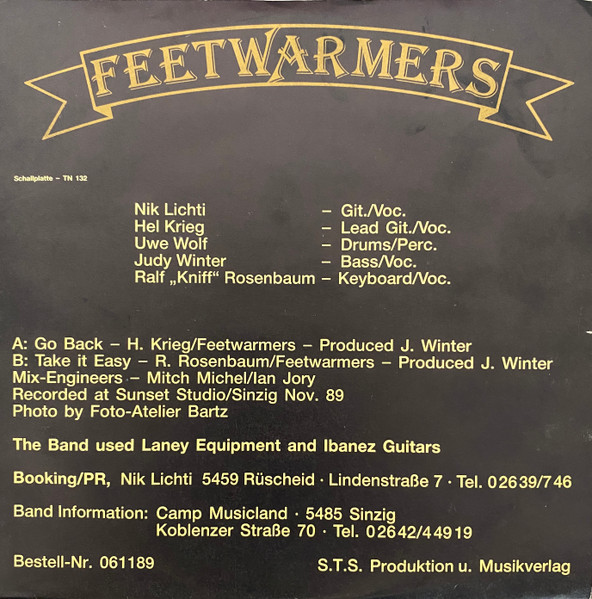 FEETWARMERS
Schallplatte – TN 132
Nik Lichti – Git./Voc.
Hel Krieg – Lead Git./Voc.
Uwe Wolf – Drums/Perc.
Judy Winter – Bass/Voc.
Ralf „Kniff“ Rosenbaum – Keyboard/Voc.
A: Go Back – H. Krieg/Feetwarmers – Produced J. Winter
B: Take it Easy – R. Rosenbaum/Feetwarmers – Produced J. Winter
Mix-Engineers – Mitch Michel/Ian Jory
Recorded at Sunset Studio/Sinzig Nov. 89
Photo by Foto-Atelier Bartz
The Band used Laney Equipment and Ibanez Guitars
Booking/PR, Nik Lichti 5459 Rüscheid · Lindenstraße 7 · Tel. 02639/746
Band Information: Camp Musicland · 5485 Sinzig
Koblenzer Straße 70 · Tel. 02642/44919
Bestell-Nr. 061189 S.T.S. Produktion u. Musikverlag